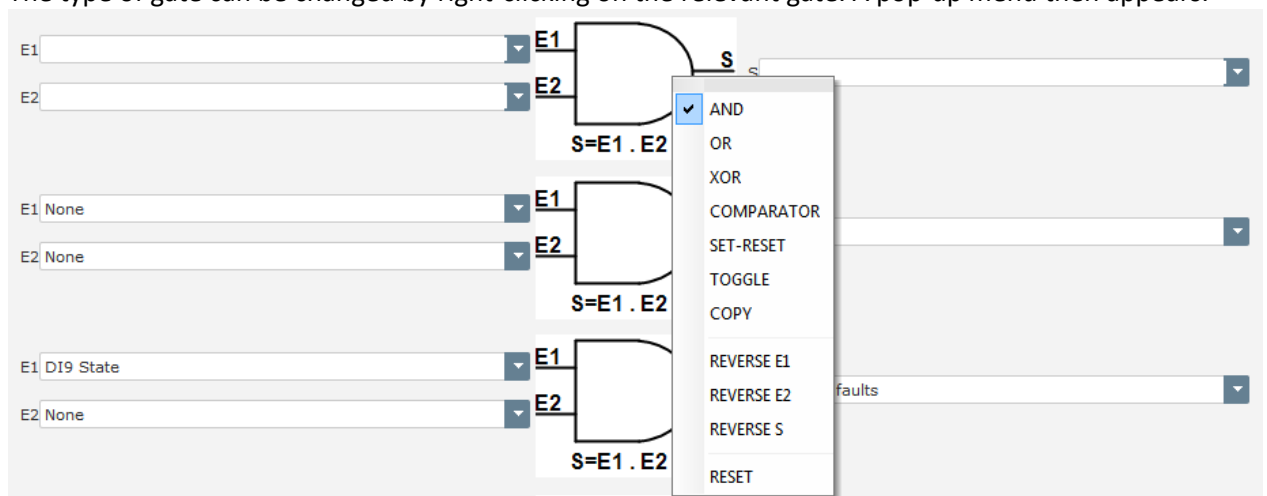 The type of gate can be changed by right-clicking on the relevant gate. A pop-up menu then appears:
E1
E1
S
S
E2
E2
AND
S=E1 . E2
OR
XOR
E1 None
E1
COMPARATOR
E2 None
E2
SET-RESET
TOGGLE
S=E1 . E2
COPY
E1 DI9 State
E1
REVERSE E1
E2 None
E2
REVERSE E2
faults
REVERSE S
S=E1 . E2
RESET